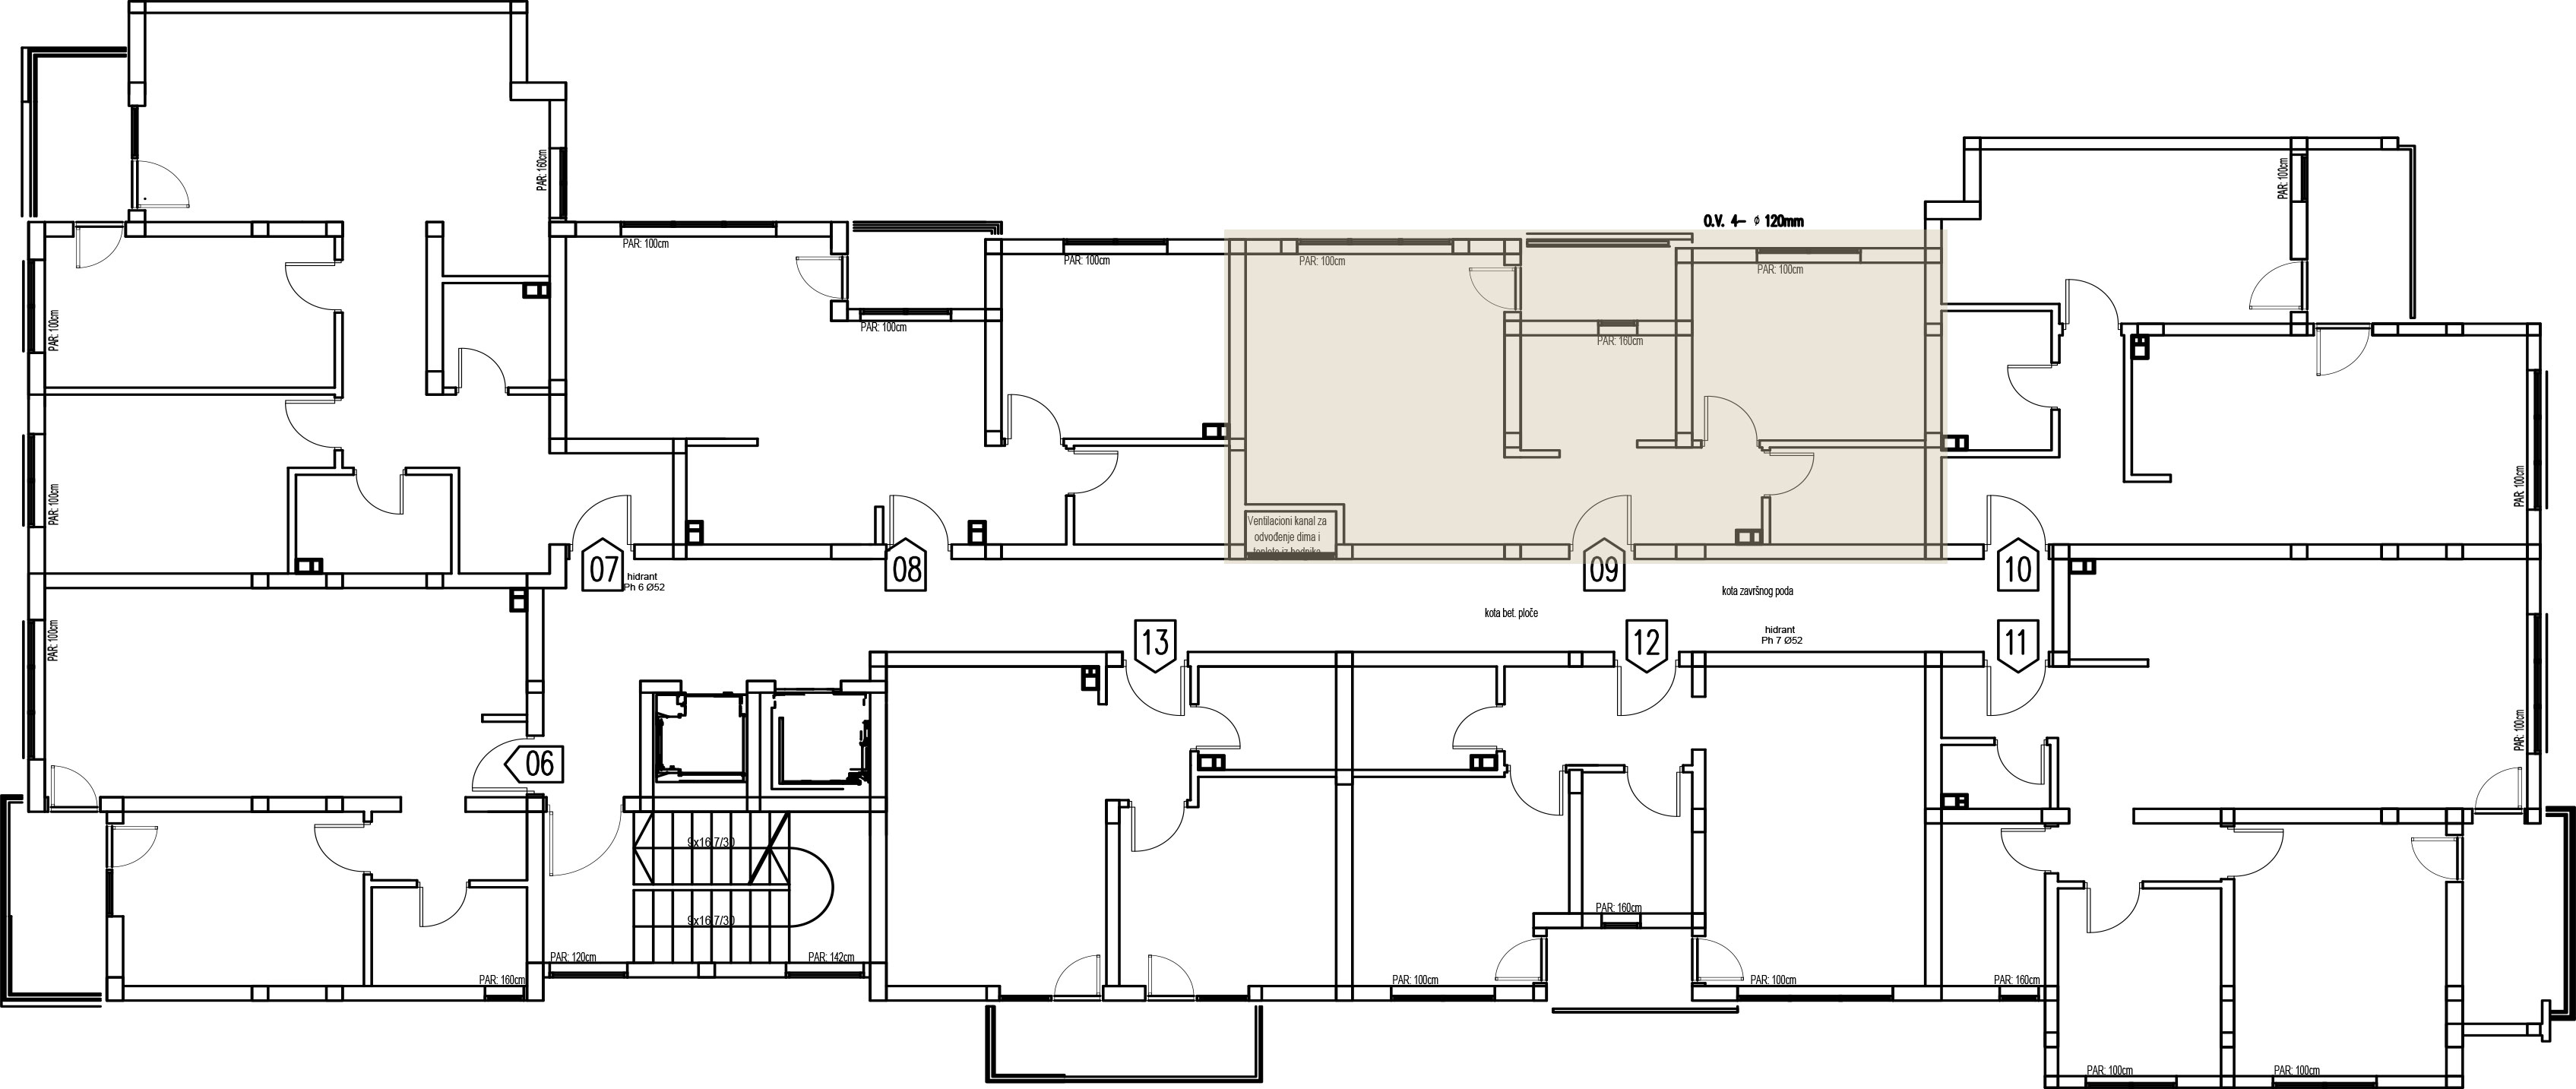 PAR: 160cm
PAR: 100cm
O.V. 4- ϕ 120mm
PAR: 100cm
PAR: 100cm
PAR: 100cm
PAR: 100cm
PAR: 100cm
PAR: 100cm
PAR: 100cm
PAR: 160cm
PAR: 100cm
PAR: 100cm
Ventilacioni kanal za
odvođenje dima i
toplote iz hodnika
07
08
09
10
hidrant
Ph 6 Ø52
kota završnog poda
kota bet. ploče
hidrant
Ph 7 Ø52
13
12
11
PAR: 100cm
06
PAR: 100cm
9x16,7/30
9x16,7/30
PAR: 160cm
PAR: 120cm
PAR: 142cm
PAR: 160cm
PAR: 100cm
PAR: 100cm
PAR: 160cm
PAR: 100cm
PAR: 100cm